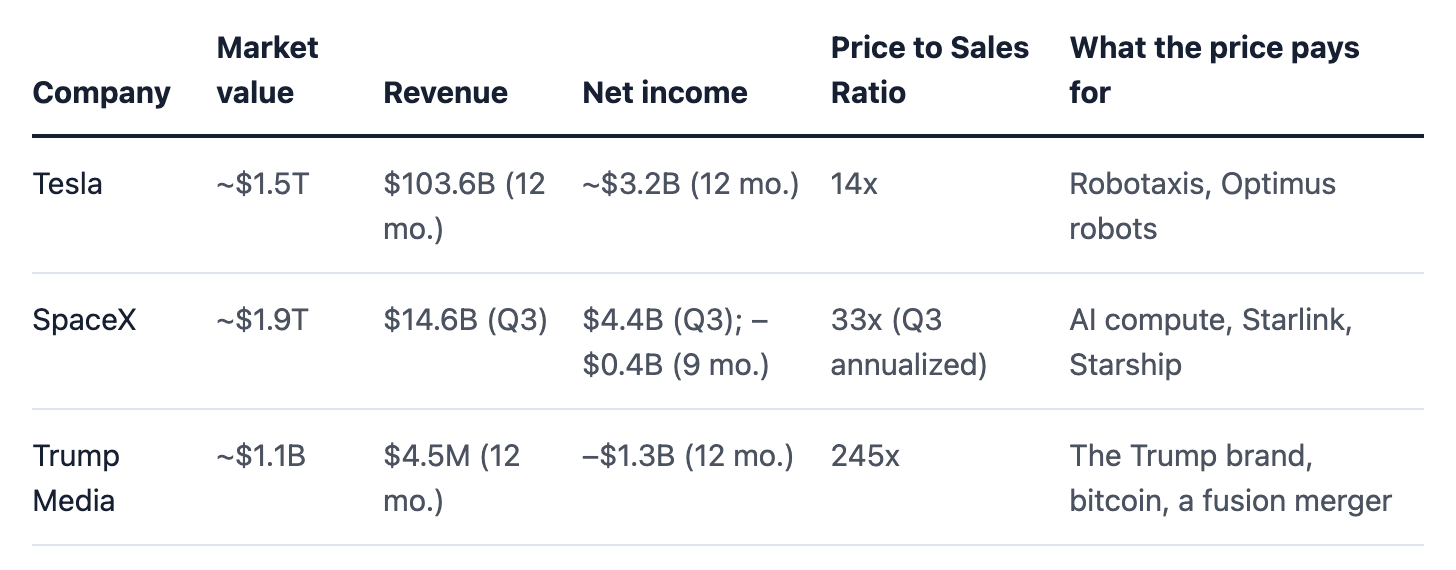 Company Market value Revenue Net income Price to Sales Ratio What the price pays for
Tesla ~$1.5T $103.6B (12 mo.) ~$3.2B (12 mo.) 14x Robotaxis, Optimus robots
SpaceX ~$1.9T $14.6B (Q3) $4.4B (Q3); –$0.4B (9 mo.) 33x (Q3 annualized) AI compute, Starlink, Starship
Trump Media ~$1.1B $4.5M (12 mo.) –$1.3B (12 mo.) 245x The Trump brand, bitcoin, a fusion merger